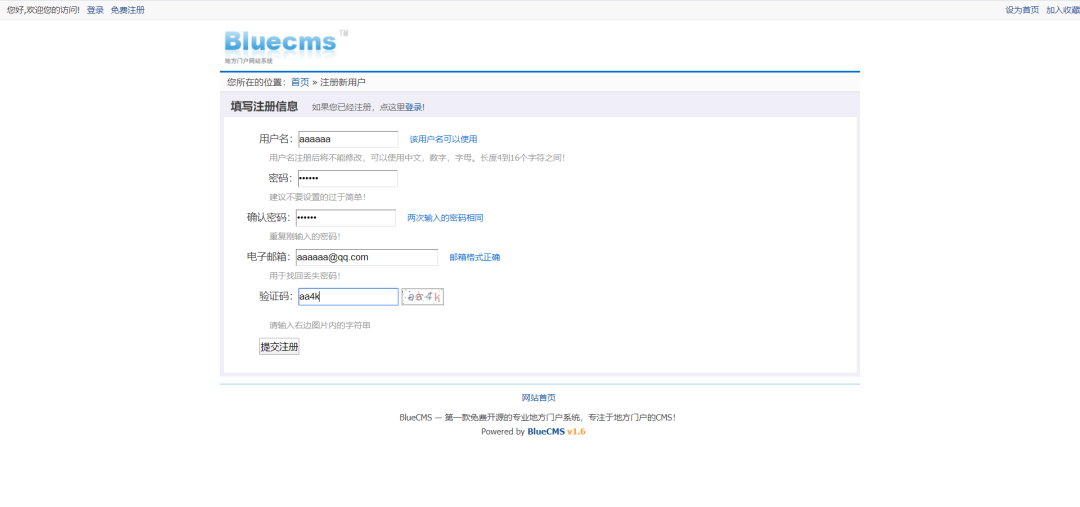 您好,欢迎您的访问! 登录 免费注册 设为首页 加入收藏
Bluecms TM
地方门户网站系统
您所在的位置: 首页 » 注册新用户
填写注册信息 如果您已经注册，点这里登录!
用户名: aaaaaa 该用户名可以使用
用户名注册后将不能修改，可以使用中文，数字，字母。长度4到16个字符之间!
密码: ••••••
建议不要设置的过于简单!
确认密码: •••••• 两次输入的密码相同
重复刚输入的密码!
电子邮箱: aaaaaa@qq.com 邮箱格式正确
用于找回丢失密码!
验证码: aa4k
请输入右边图片内的字符串
提交注册
网站首页
BlueCMS — 第一款免费开源的专业地方门户系统，专注于地方门户的CMS!
Powered by BlueCMS v1.6